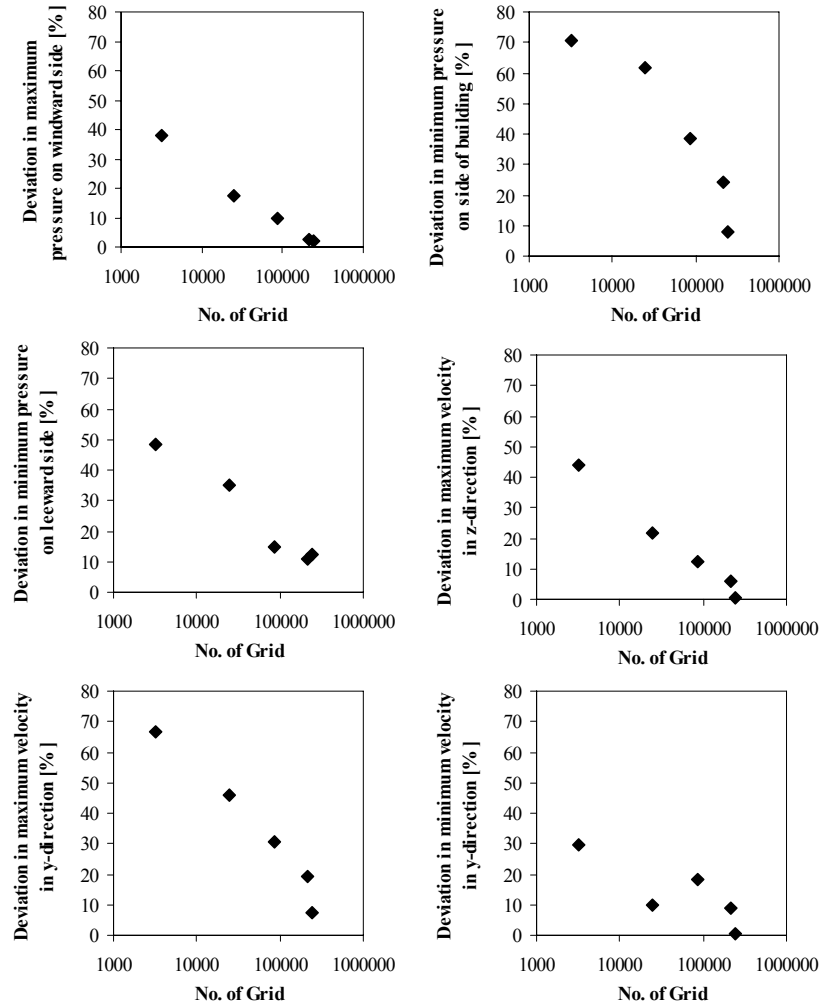 Deviation in maximum
pressure on windward side [%]
80
70
60
50
40
30
20
10
0
1000 10000 100000 1000000
No. of Grid
Deviation in minimum pressure
on side of building [%]
80
70
60
50
40
30
20
10
0
1000 10000 100000 1000000
No. of Grid
Deviation in minimum pressure
on leeward side [%]
80
70
60
50
40
30
20
10
0
1000 10000 100000 1000000
No. of Grid
Deviation in maximum velocity
in z-direction [%]
80
70
60
50
40
30
20
10
0
1000 10000 100000 1000000
No. of Grid
Deviation in maximum velocity
in y-direction [%]
80
70
60
50
40
30
20
10
0
1000 10000 100000 1000000
No. of Grid
Deviation in minimum velocity
in y-direction [%]
80
70
60
50
40
30
20
10
0
1000 10000 100000 1000000
No. of Grid